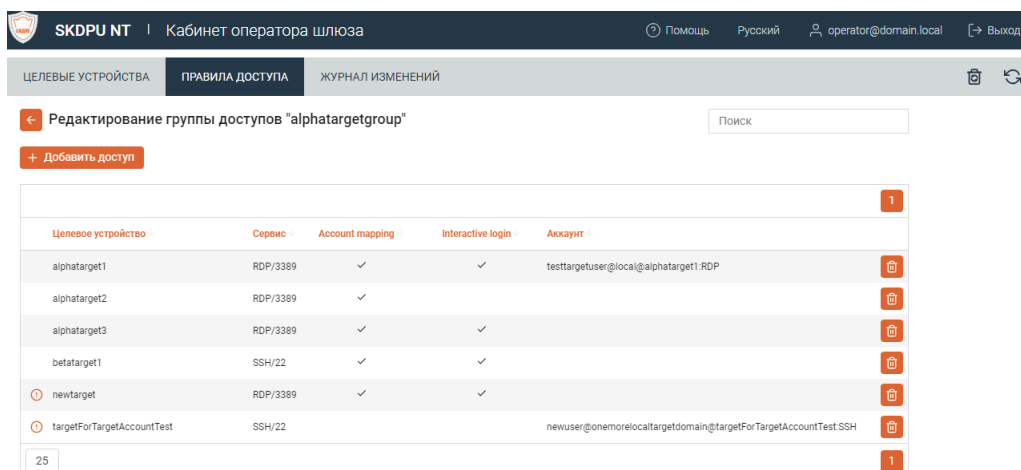 SKDPU NT | Кабинет оператора шлюза Помощь Русский operator@domain.local Выход
ЦЕЛЕВЫЕ УСТРОЙСТВА ПРАВИЛА ДОСТУПА ЖУРНАЛ ИЗМЕНЕНИЙ
Редактирование группы доступов "alphatargetgroup" Поиск
+ Добавить доступ
1
Целевое устройство Сервис Account mapping Interactive login Аккаунт
alphatarget1 RDP/3389 ✓ ✓ testtargetuser@local@alphatarget1:RDP
alphatarget2 RDP/3389 ✓
alphatarget3 RDP/3389 ✓ ✓
betatarget1 SSH/22 ✓ ✓
newtarget RDP/3389 ✓ ✓
targetForTargetAccountTest SSH/22 newuser@onemorelocaltargetdomain@targetForTargetAccountTest:SSH
25 1